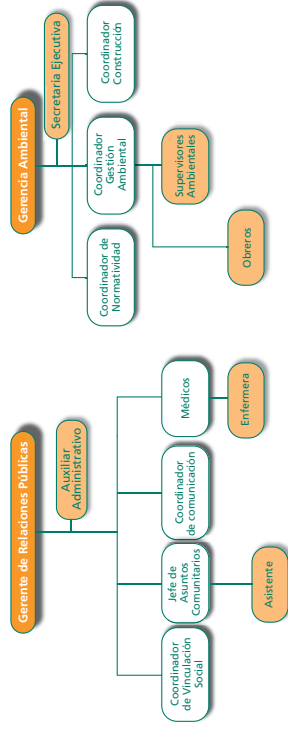 Gerente de Relaciones Públicas
Auxiliar
Administrativo
Coordinador
de Vinculación
Social
Jefe de
Asuntos
Comunitarios
Coordinador
de comunicación
Médicos
Asistente
Enfermera
Gerencia Ambiental
Secretaria Ejecutiva
Coordinador de
Normatividad
Coordinador
Gestión
Ambiental
Coordinador
Construcción
Supervisores
Ambientales
Obreros